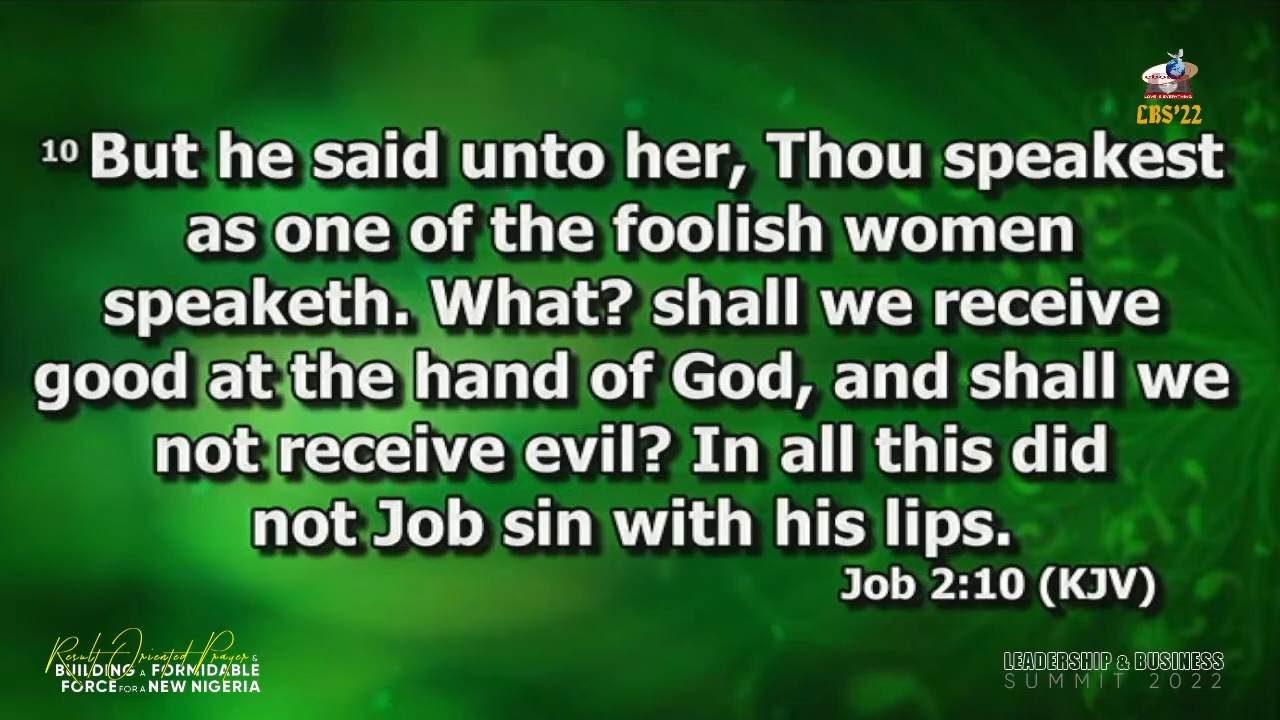 LBS'22
10 But he said unto her, Thou speakest
as one of the foolish women
speaketh. What? shall we receive
good at the hand of God, and shall we
not receive evil? In all this did
not Job sin with his lips.
Job 2:10 (KJV)
Result Oriented Prayer &
BUILDING A FORMIDABLE
FORCE FOR A NEW NIGERIA
LEADERSHIP & BUSINESS
SUMMIT 2022